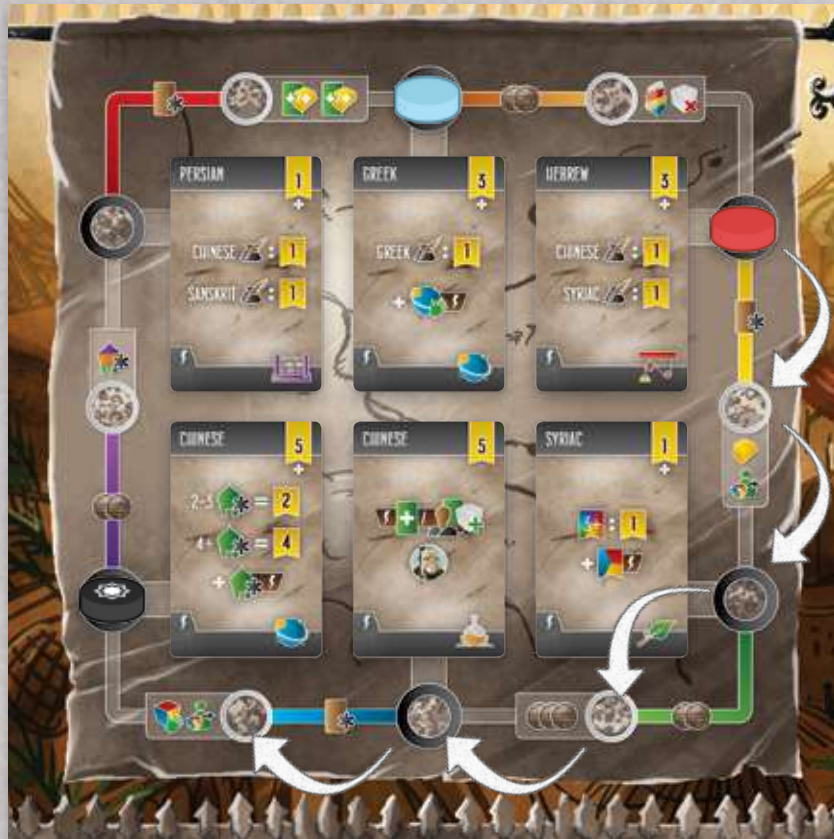 PERSIAN 1
+
CHINESE : 1
SANSKRIT : 1
GREEK 3
+
GREEK : 1
+
HEBREW 3
+
CHINESE : 1
SYRIAC : 1
CHINESE 5
+
2-3 * = 2
4+ * = 4
+ *
CHINESE 5
+
SYRIAC 1
+
: 1
+